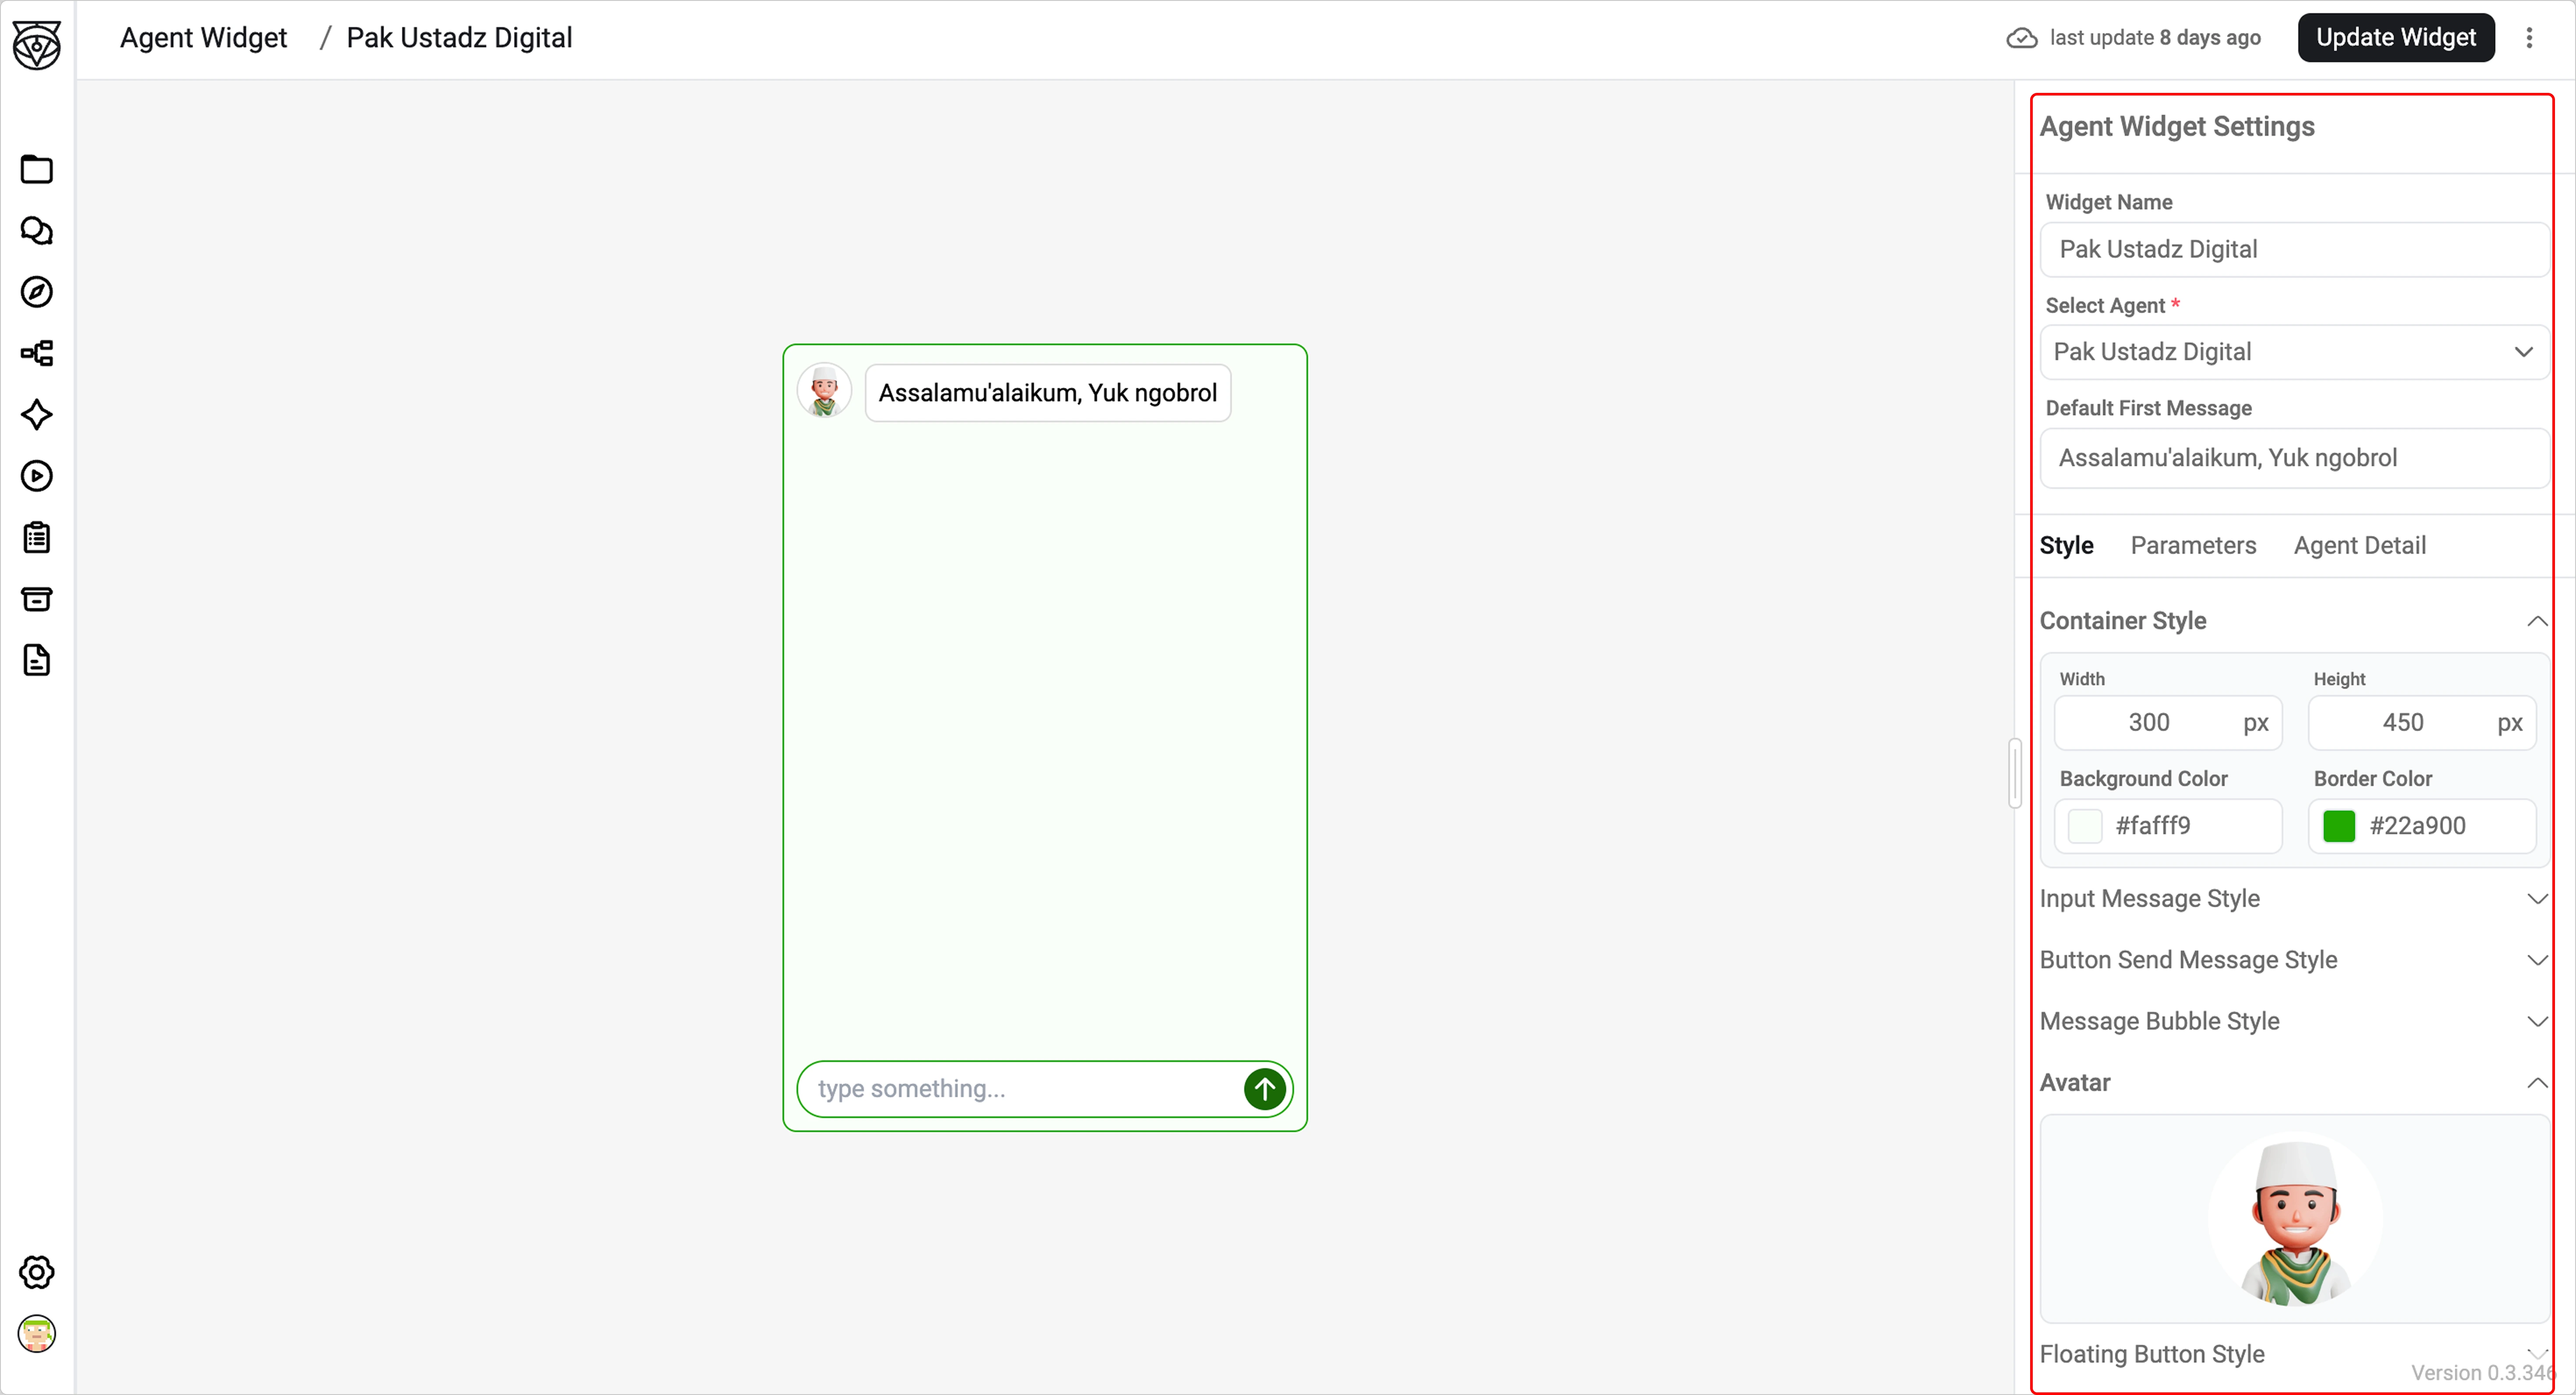 Agent Widget / Pak Ustadz Digital
last update 8 days ago
Update Widget
Assalamu'alaikum, Yuk ngobrol
type something...
Agent Widget Settings
Widget Name
Pak Ustadz Digital
Select Agent *
Pak Ustadz Digital
Default First Message
Assalamu'alaikum, Yuk ngobrol
Style Parameters Agent Detail
Container Style
Width Height
300 px 450 px
Background Color Border Color
#fafff9 #22a900
Input Message Style
Button Send Message Style
Message Bubble Style
Avatar
Floating Button Style
Version 0.3.346